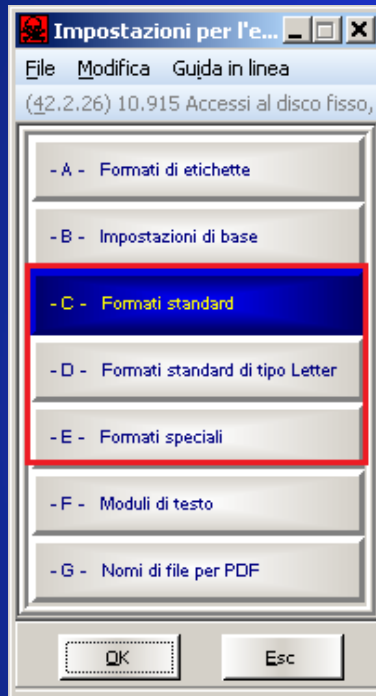 Impostazioni per l'e...
File Modifica Guida in linea
(42.2.26) 10.915 Accessi al disco fisso,
- A - Formati di etichette
- B - Impostazioni di base
- C - Formati standard
- D - Formati standard di tipo Letter
- E - Formati speciali
- F - Moduli di testo
- G - Nomi di file per PDF
OK Esc